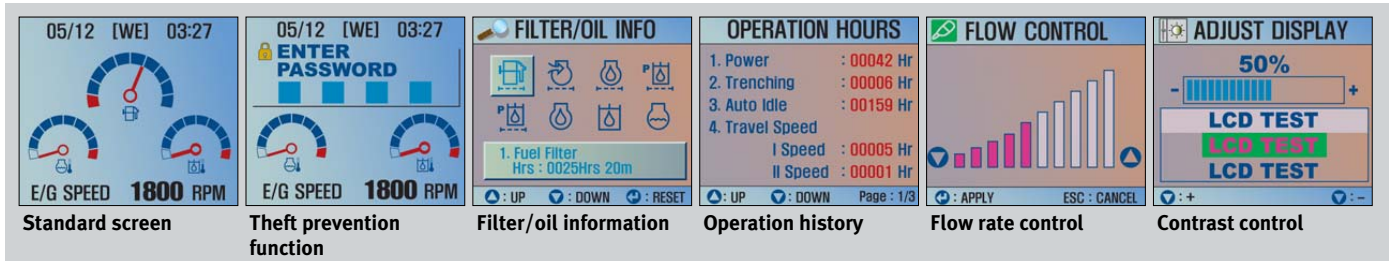 05/12 [WE] 03:27
E/G SPEED 1800 RPM
Standard screen
05/12 [WE] 03:27
ENTER
PASSWORD
E/G SPEED 1800 RPM
Theft prevention
function
FILTER/OIL INFO
P
P
1. Fuel Filter
Hrs : 0025Hrs 20m
: UP : DOWN : RESET
Filter/oil information
OPERATION HOURS
1. Power : 00042 Hr
2. Trenching : 00006 Hr
3. Auto Idle : 00159 Hr
4. Travel Speed
I Speed : 00005 Hr
II Speed : 00001 Hr
: UP : DOWN Page : 1/3
Operation history
FLOW CONTROL
: APPLY ESC : CANCEL
Flow rate control
ADJUST DISPLAY
50%
- +
LCD TEST
LCD TEST
LCD TEST
: + : -
Contrast control